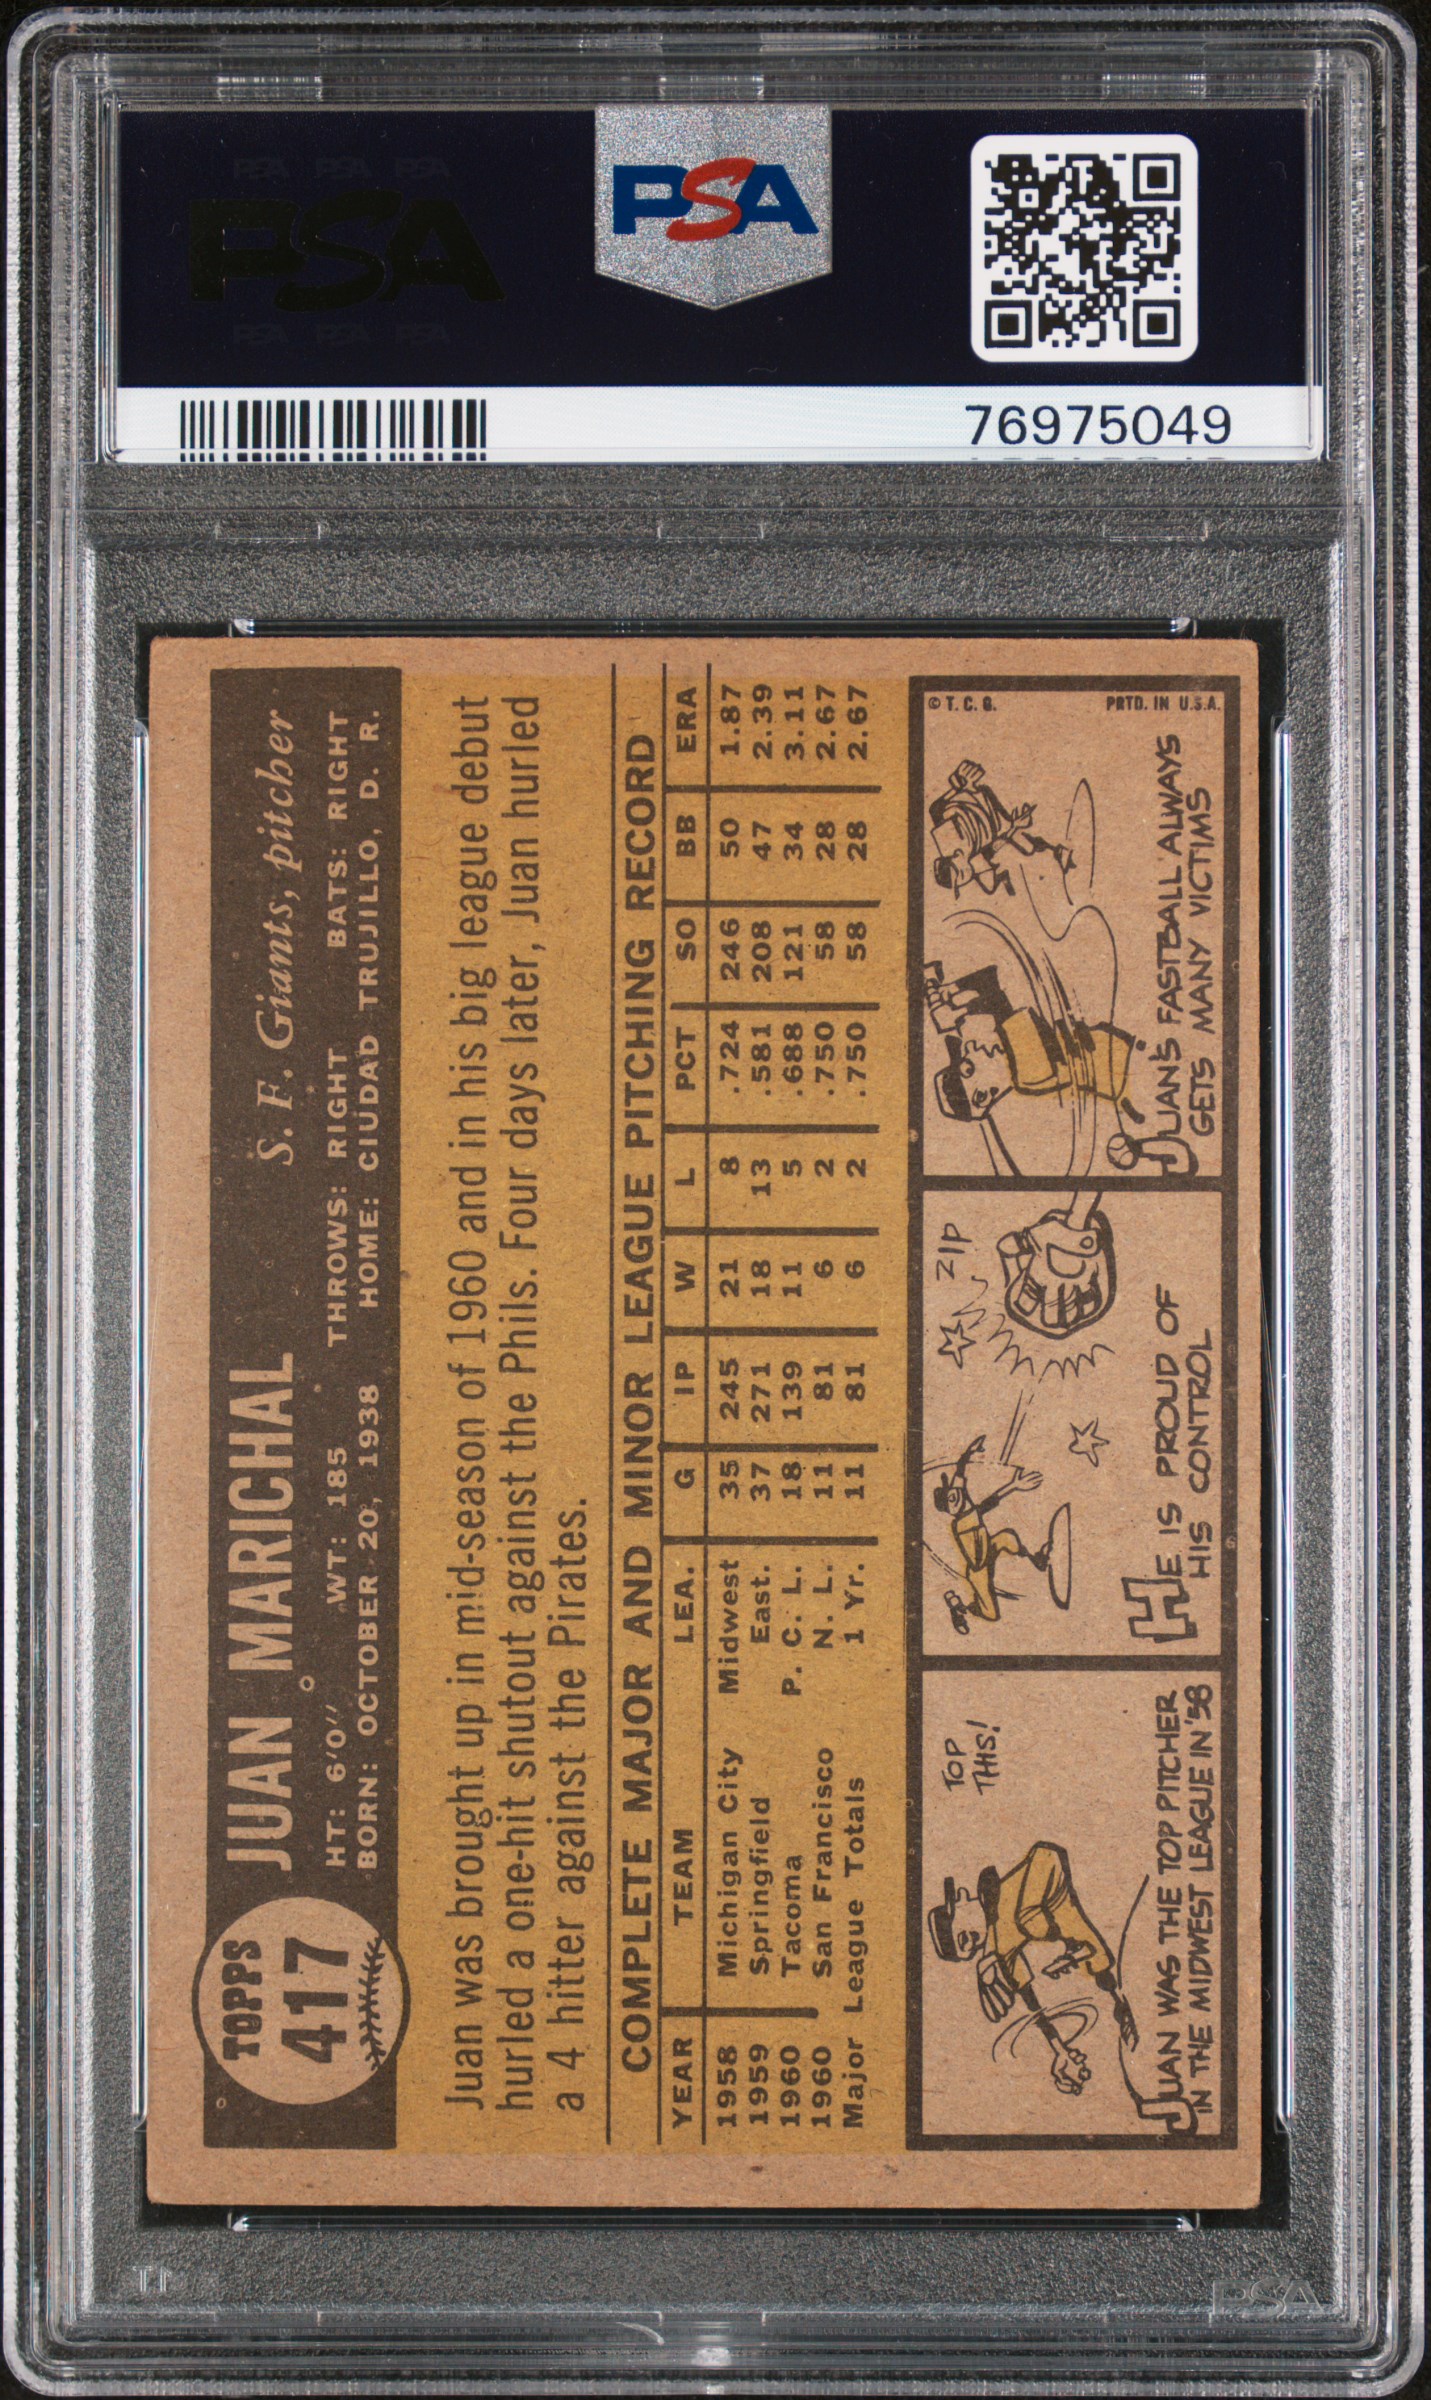 PSA PSA PSA
PSA
PSA PSA PSA
PSA
76975049
TOPPS
417
JUAN MARICHAL S. F. Giants, pitcher
HT: 6'0" WT: 185 THROWS: RIGHT BATS: RIGHT
BORN: OCTOBER 20, 1938 HOME: CIUDAD TRUJILLO, D. R.
Juan was brought up in mid-season of 1960 and in his big league debut
hurled a one-hit shutout against the Phils. Four days later, Juan hurled
a 4 hitter against the Pirates.
COMPLETE MAJOR AND MINOR LEAGUE PITCHING RECORD
YEAR TEAM LEA. G IP W L PCT SO BB ERA
1958 Michigan City Midwest 35 245 21 8 .724 246 50 1.87
1959 Springfield East. 37 271 18 13 .581 208 47 2.39
1960 Tacoma P. C. L. 18 139 11 5 .688 121 34 3.11
1960 San Francisco N. L. 11 81 6 2 .750 58 28 2.67
Major League Totals 1 Yr. 11 81 6 2 .750 58 28 2.67
TOP
THIS!
JUAN WAS THE TOP PITCHER
IN THE MIDWEST LEAGUE IN '58
ZIP
HE IS PROUD OF
HIS CONTROL
© T. C. G.
PRTD. IN U.S.A.
JUAN'S FASTBALL ALWAYS
GETS MANY VICTIMS
PSA